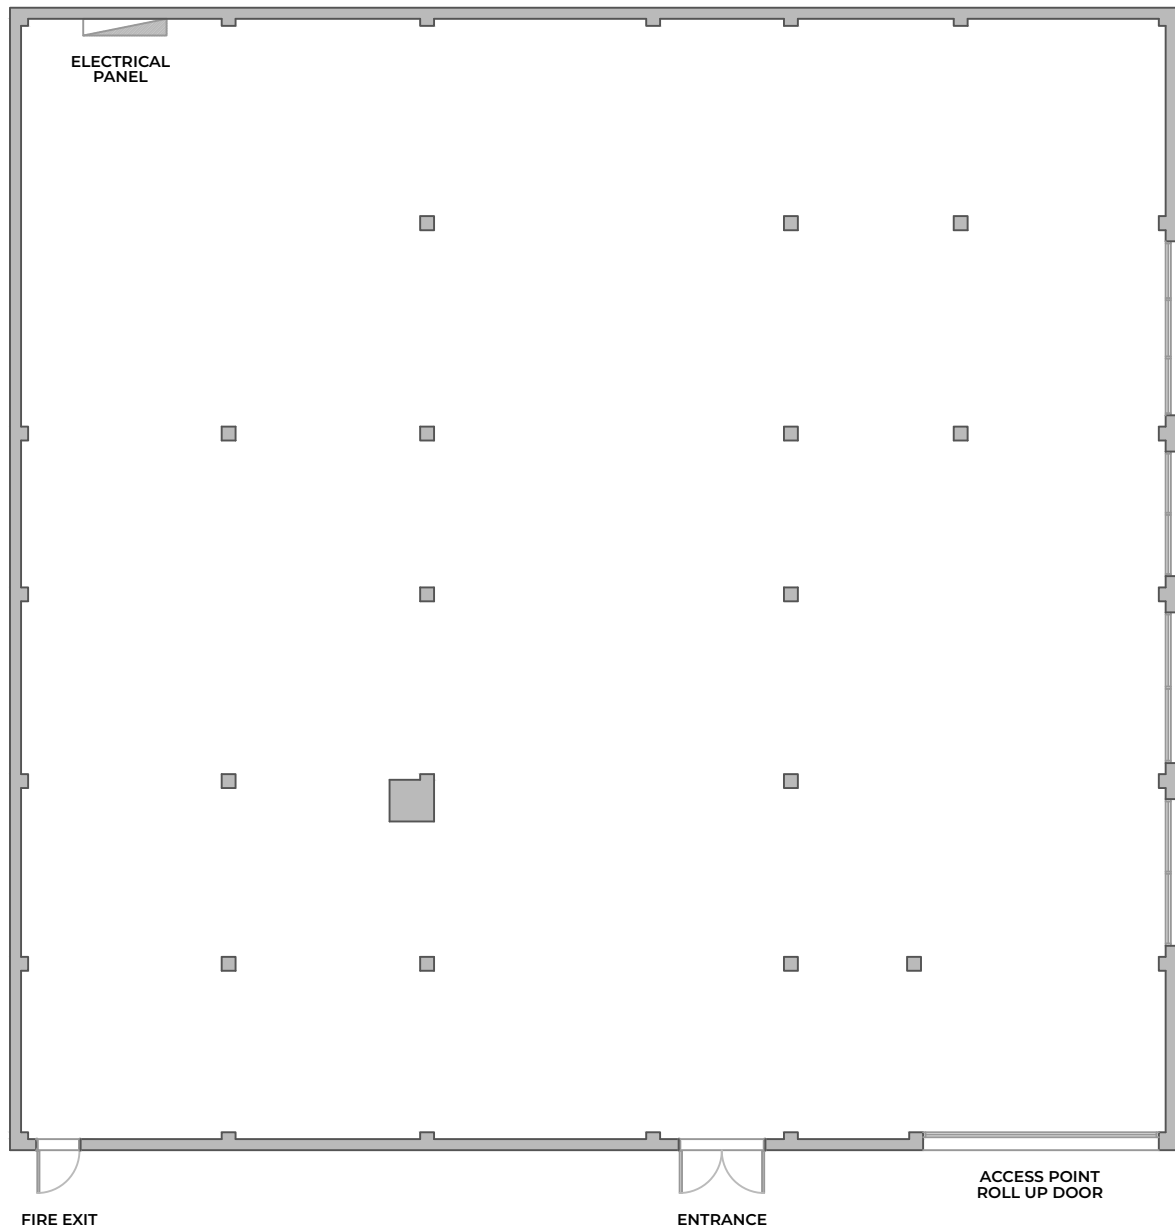 ELECTRICAL
PANEL
ACCESS POINT
ROLL UP DOOR
FIRE EXIT
ENTRANCE